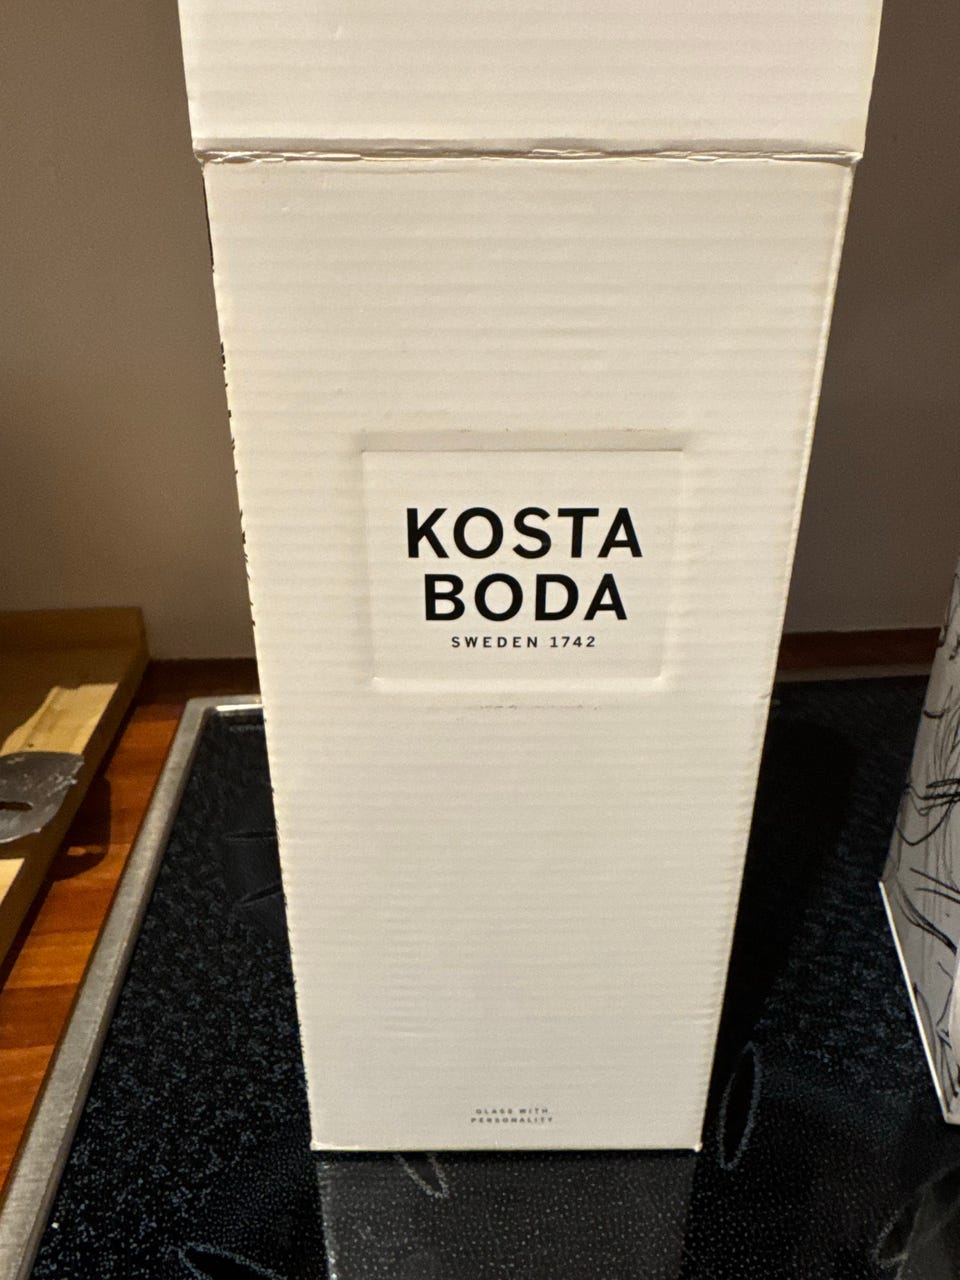 KOSTA
BODA
SWEDEN 1742
GLASS WITH
PERSONALITY